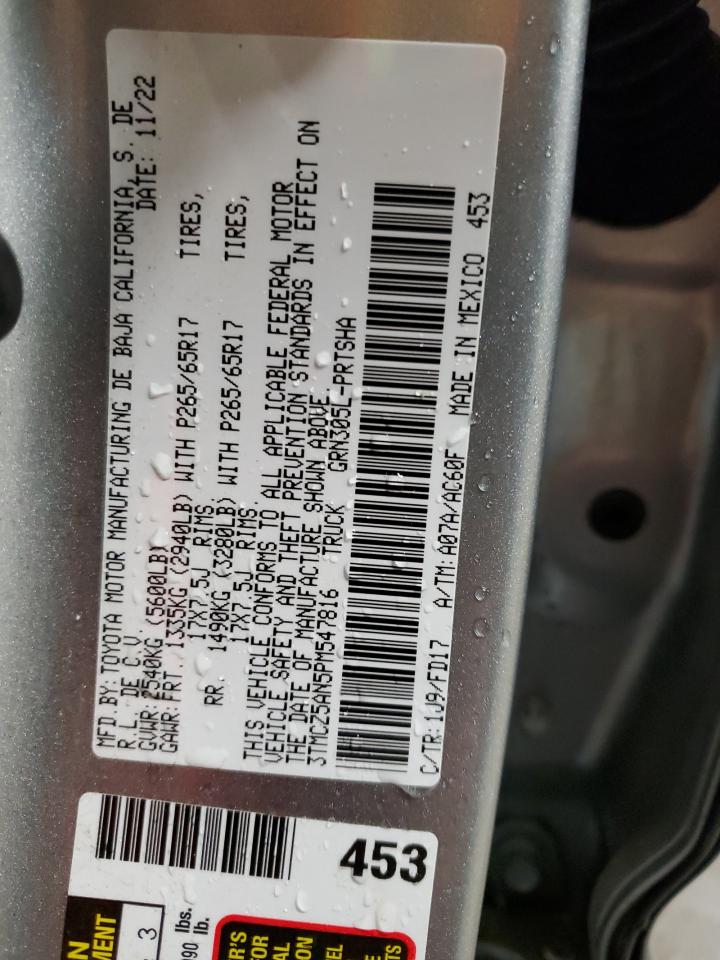 MFD BY: TOYOTA MOTOR MANUFACTURING DE BAJA CALIFORNIA, S. DE
R. L. DE C. V. DATE: 11/22
GVWR: 2540KG (5600LB)
GAWR: FRT. 1335KG (2940LB) WITH P265/65R17 TIRES,
17X7.5J RIMS
RR. 1490KG (3280LB) WITH P265/65R17 TIRES,
17X7.5J RIMS
THIS VEHICLE CONFORMS TO ALL APPLICABLE FEDERAL MOTOR
VEHICLE SAFETY AND THEFT PREVENTION STANDARDS IN EFFECT ON
THE DATE OF MANUFACTURE SHOWN ABOVE.
3TMCZ5AN5PM547816 TRUCK GRN305L-PRTSHA
C/TR: 1J9/FD17 A/TM: A07A/AC60F MADE IN MEXICO 453
453
3
lbs.
lb.